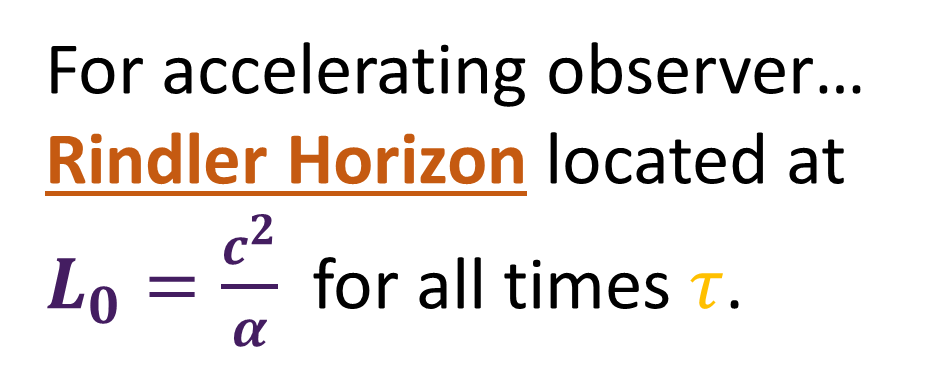 For accelerating observer...
Rindler Horizon located at
L₀ = c²/α for all times τ.